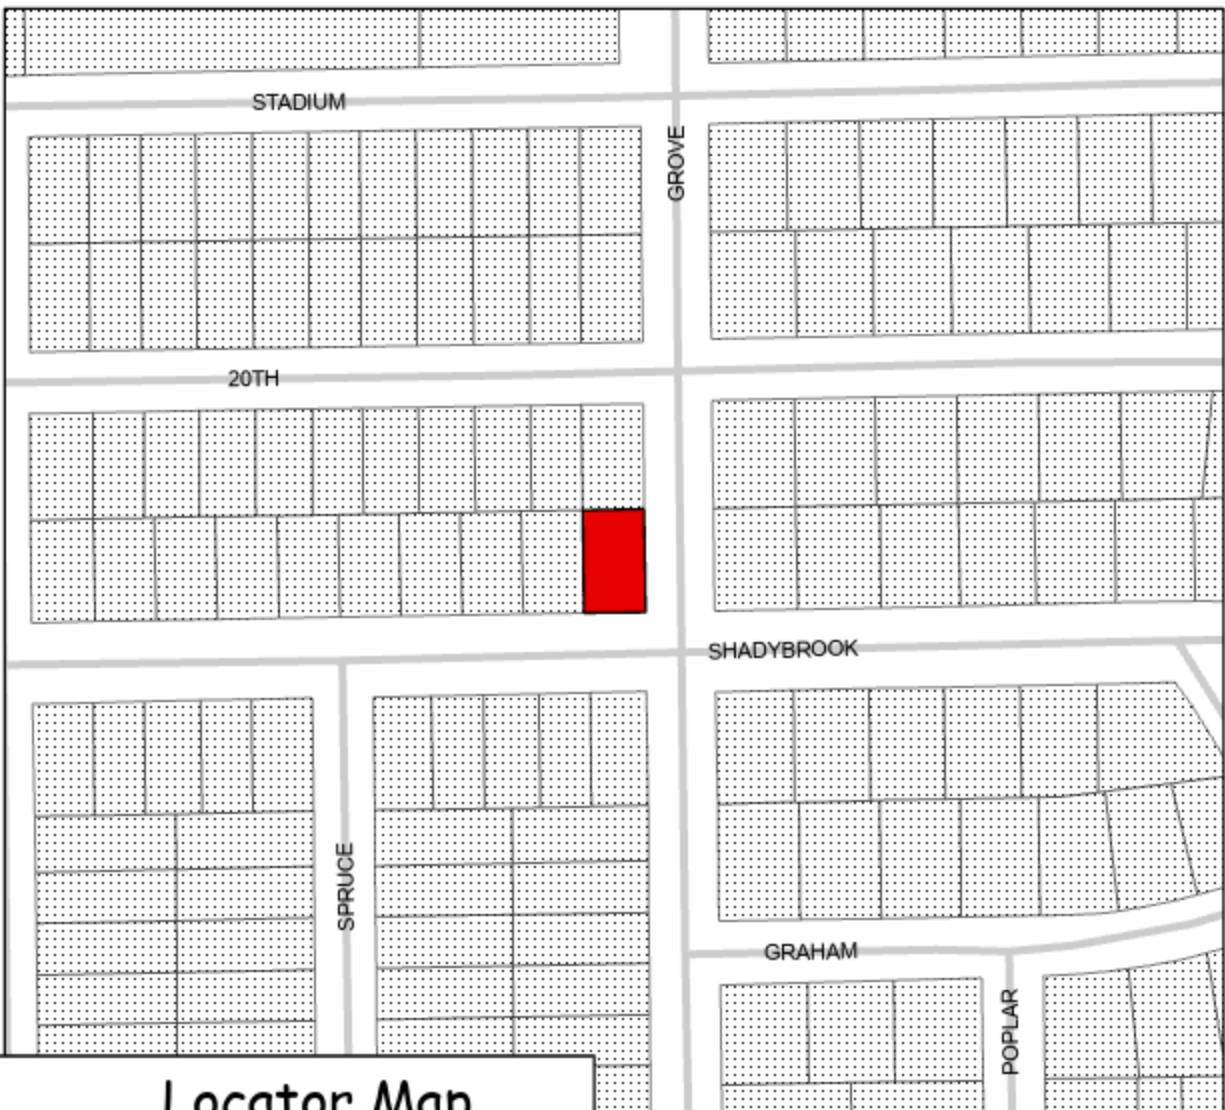 STADIUM
GROVE
20TH
SHADYBROOK
SPRUCE
GRAHAM
POPLAR
Locator Map